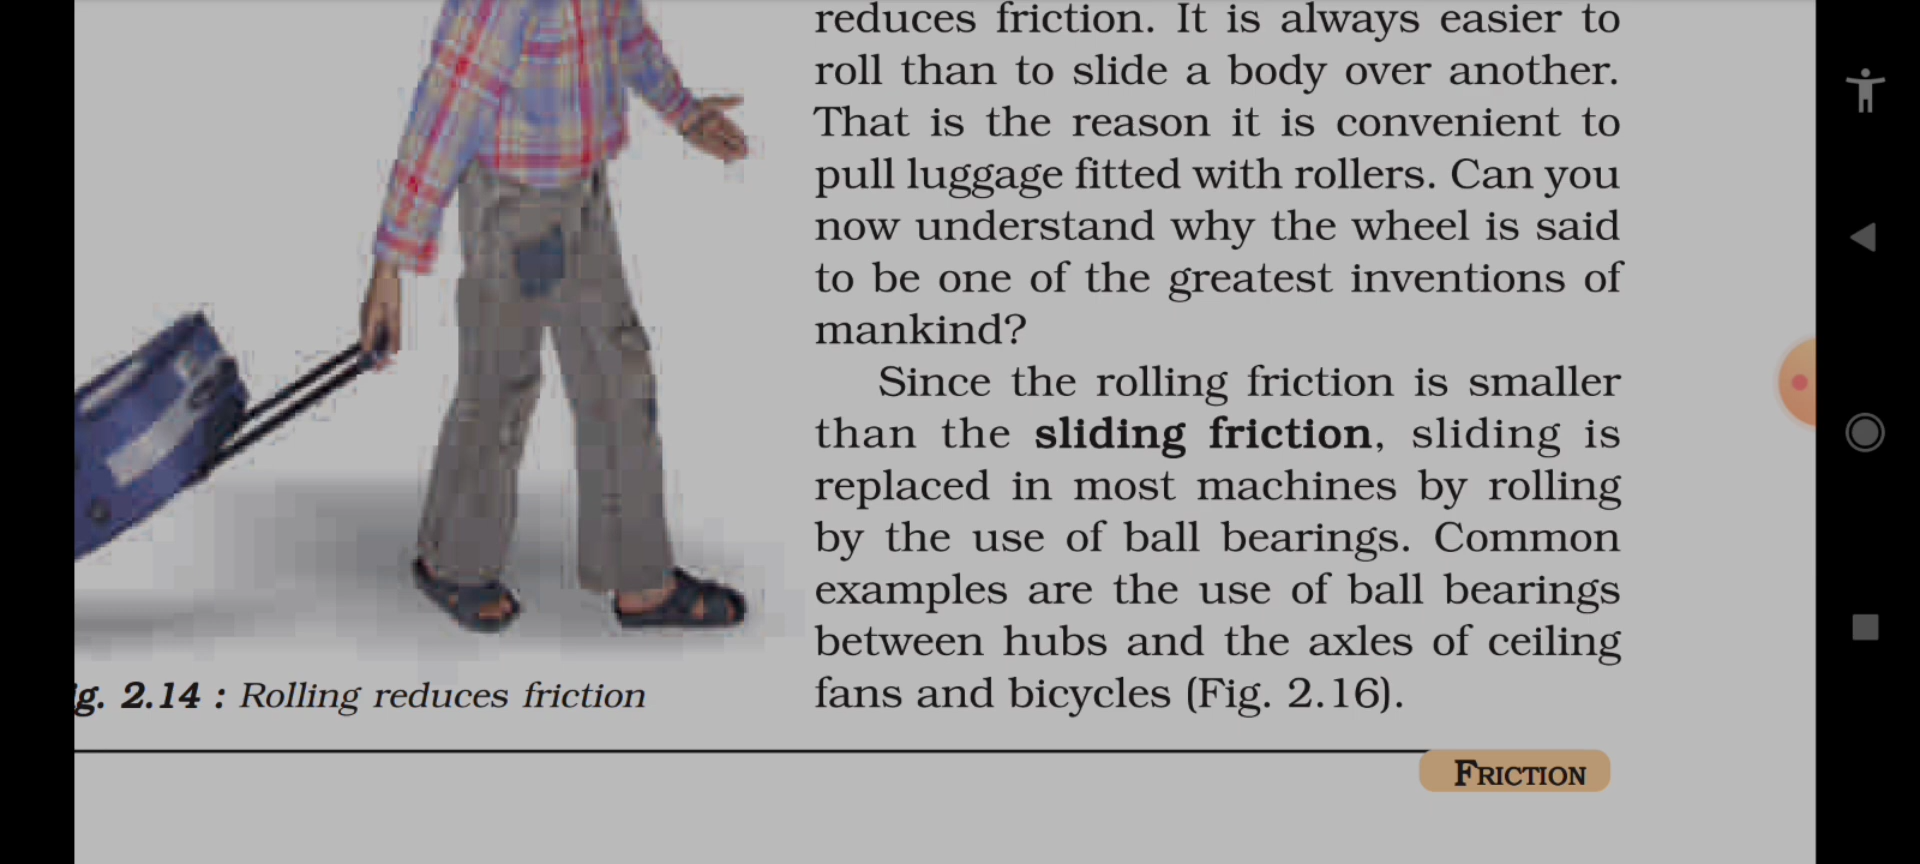 reduces friction. It is always easier to
roll than to slide a body over another.
That is the reason it is convenient to
pull luggage fitted with rollers. Can you
now understand why the wheel is said
to be one of the greatest inventions of
mankind?
Since the rolling friction is smaller
than the sliding friction, sliding is
replaced in most machines by rolling
by the use of ball bearings. Common
examples are the use of ball bearings
between hubs and the axles of ceiling
fans and bicycles (Fig. 2.16).
g. 2.14 : Rolling reduces friction
FRICTION